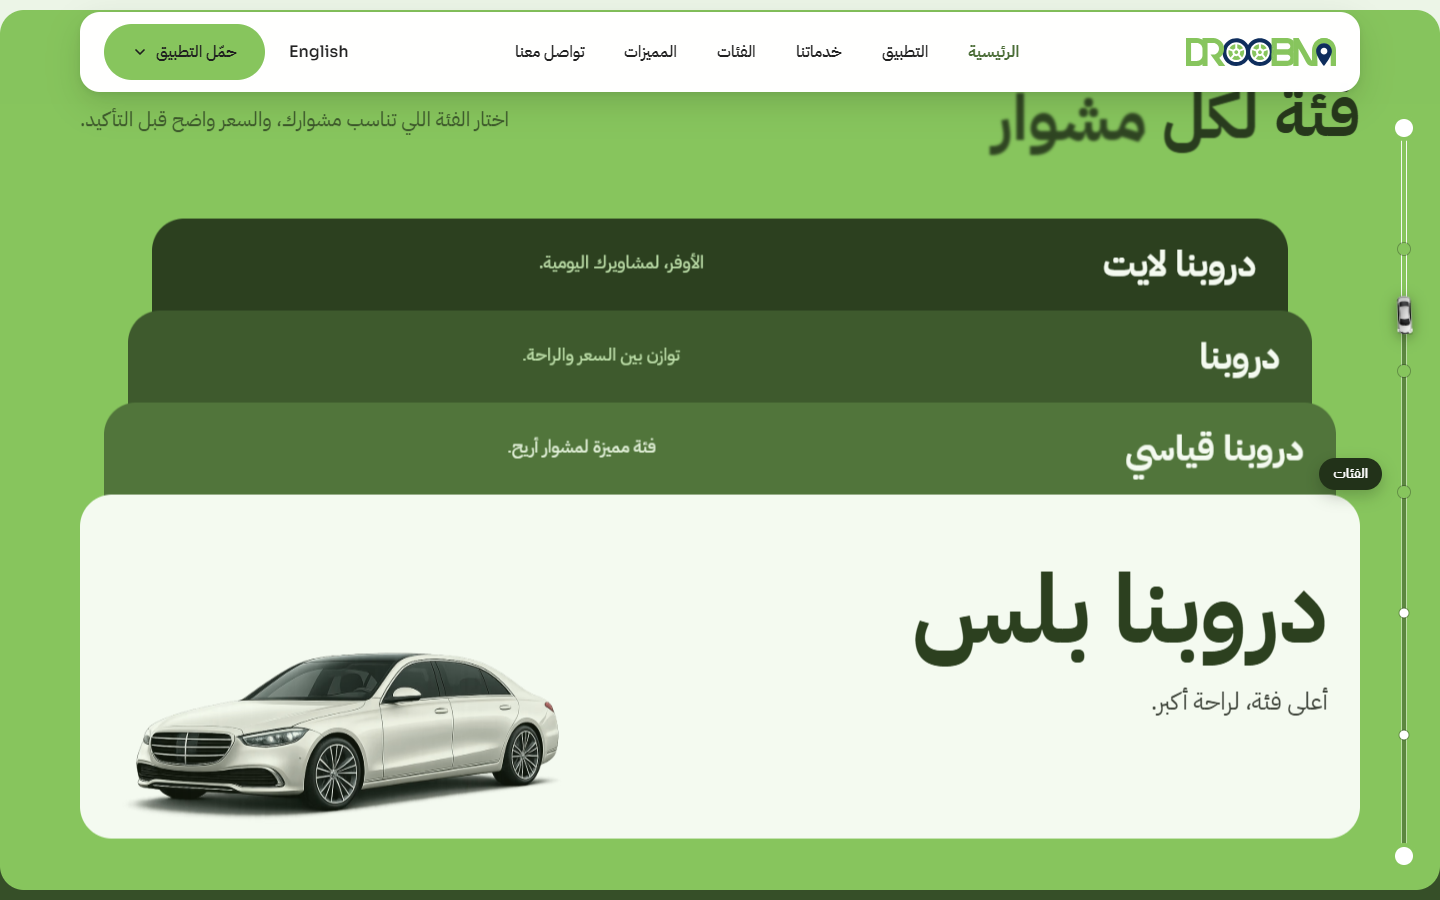 DROOBNA
الرئيسية
التطبيق
خدماتنا
الفئات
المميزات
تواصل معنا
English
حمّل التطبيق
فئة لكل مشوار
اختار الفئة اللي تناسب مشوارك، والسعر واضح قبل التأكيد.
دروبنا لايت
الأوفر، لمشاويرك اليومية.
دروبنا
توازن بين السعر والراحة.
دروبنا قياسي
فئة مميزة لمشوار أريح.
الفئات
دروبنا بلس
أعلى فئة، لراحة أكبر.